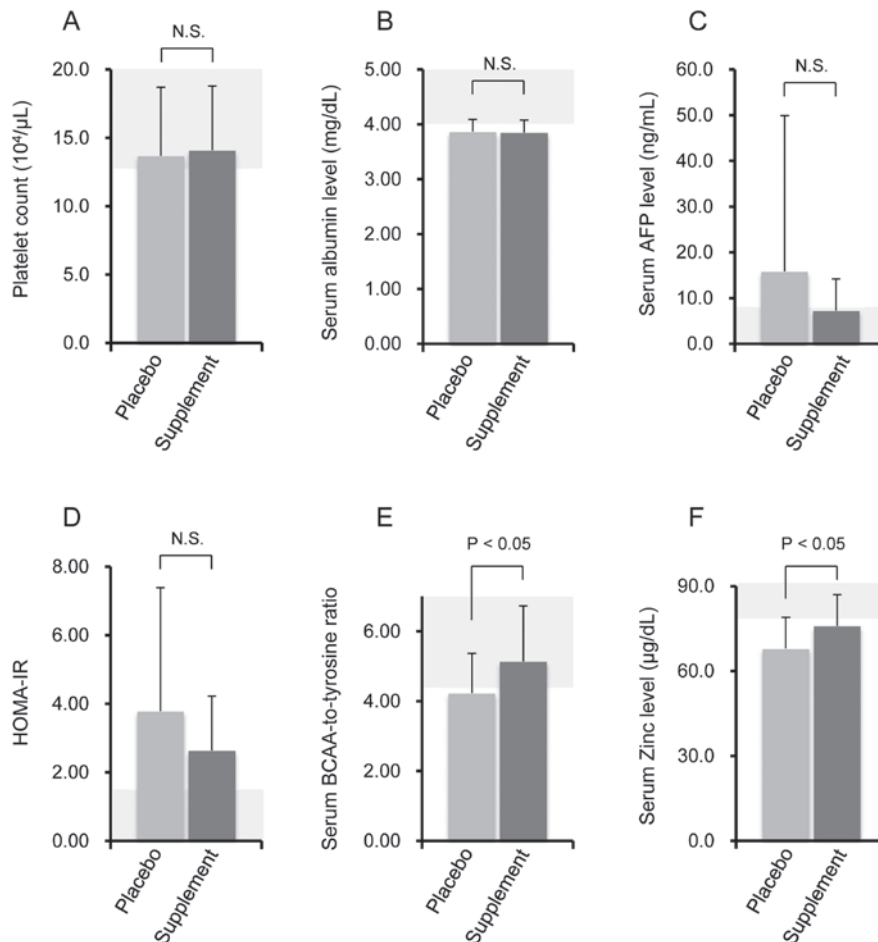 A
N.S.
Platelet count (10⁴/μL)
20.0
15.0
10.0
5.0
0.0
Placebo
Supplement
B
N.S.
Serum albumin level (mg/dL)
5.00
4.00
3.00
2.00
1.00
0.00
Placebo
Supplement
C
N.S.
Serum AFP level (ng/mL)
60.0
50.0
40.0
30.0
20.0
10.0
0.0
Placebo
Supplement
D
N.S.
HOMA-IR
8.00
6.00
4.00
2.00
0.00
Placebo
Supplement
E
P < 0.05
Serum BCAA-to-tyrosine ratio
6.00
4.00
2.00
0.00
Placebo
Supplement
F
P < 0.05
Serum Zinc level (μg/dL)
90.0
60.0
30.0
0.0
Placebo
Supplement